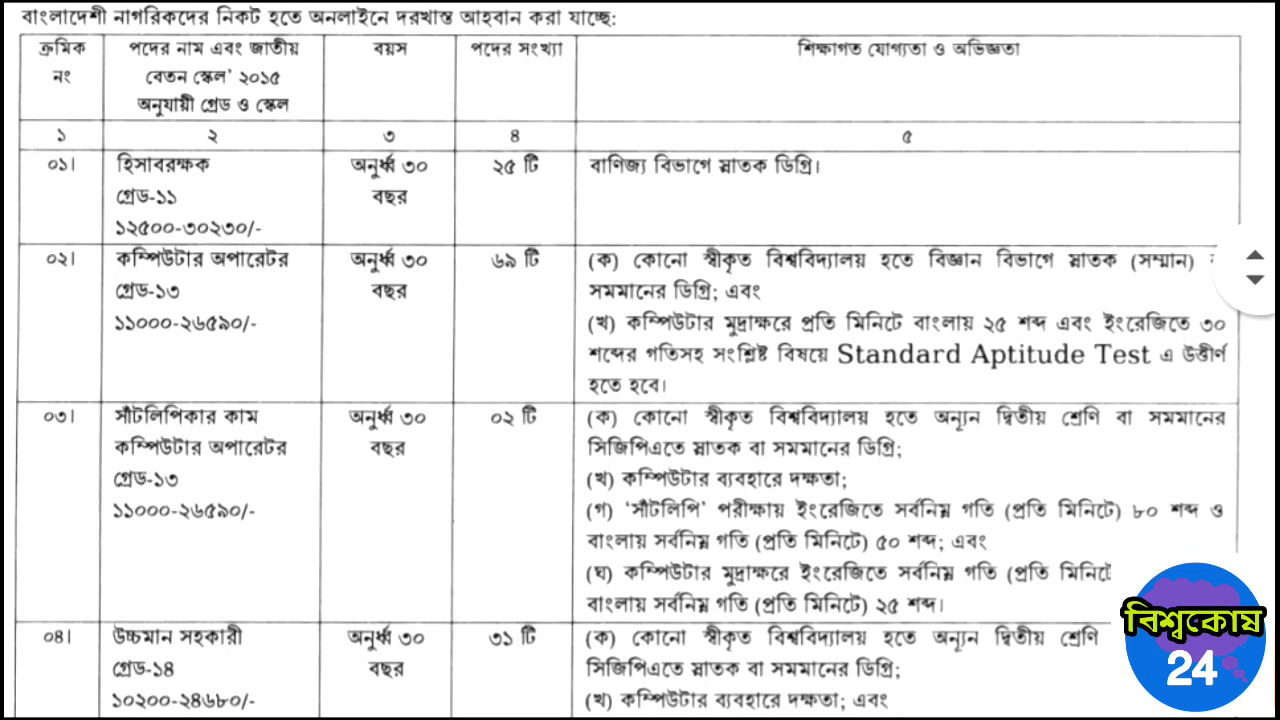 বাংলাদেশী নাগরিকদের নিকট হতে অনলাইনে দরখাস্ত আহবান করা যাচ্ছে:
ক্রমিক নং
পদের নাম এবং জাতীয় বেতন স্কেল' ২০১৫ অনুযায়ী গ্রেড ও স্কেল
বয়স
পদের সংখ্যা
শিক্ষাগত যোগ্যতা ও অভিজ্ঞতা
১ ২ ৩ ৪ ৫
০১।
হিসাবরক্ষক
গ্রেড-১১
১২৫০০-৩০২৩০/-
অনুর্ধ্ব ৩০
বছর
২৫ টি
বাণিজ্য বিভাগে স্নাতক ডিগ্রি।
০২।
কম্পিউটার অপারেটর
গ্রেড-১৩
১১০০০-২৬৫৯০/-
অনুর্ধ্ব ৩০
বছর
৬৯ টি
(ক) কোনো স্বীকৃত বিশ্ববিদ্যালয় হতে বিজ্ঞান বিভাগে স্নাতক (সম্মান)
সমমানের ডিগ্রি; এবং
(খ) কম্পিউটার মুদ্রাক্ষরে প্রতি মিনিটে বাংলায় ২৫ শব্দ এবং ইংরেজিতে ৩০
শব্দের গতিসহ সংশ্লিষ্ট বিষয়ে Standard Aptitude Test এ উত্তীর্ণ
হতে হবে।
০৩।
সাঁটলিপিকার কাম
কম্পিউটার অপারেটর
গ্রেড-১৩
১১০০০-২৬৫৯০/-
অনুর্ধ্ব ৩০
বছর
০২ টি
(ক) কোনো স্বীকৃত বিশ্ববিদ্যালয় হতে অন্যূন দ্বিতীয় শ্রেণি বা সমমানের
সিজিপিএতে স্নাতক বা সমমানের ডিগ্রি;
(খ) কম্পিউটার ব্যবহারে দক্ষতা;
(গ) 'সাঁটলিপি' পরীক্ষায় ইংরেজিতে সর্বনিম্ন গতি (প্রতি মিনিটে) ৮০ শব্দ ও
বাংলায় সর্বনিম্ন গতি (প্রতি মিনিটে) ৫০ শব্দ; এবং
(ঘ) কম্পিউটার মুদ্রাক্ষরে ইংরেজিতে সর্বনিম্ন গতি (প্রতি মিনিটে
বাংলায় সর্বনিম্ন গতি (প্রতি মিনিটে) ২৫ শব্দ।
০৪।
উচ্চমান সহকারী
গ্রেড-১৪
১০২০০-২৪৬৮০/-
অনুর্ধ্ব ৩০
বছর
৩১ টি
(ক) কোনো স্বীকৃত বিশ্ববিদ্যালয় হতে অন্যূন দ্বিতীয় শ্রেণি
সিজিপিএতে স্নাতক বা সমমানের ডিগ্রি;
(খ) কম্পিউটার ব্যবহারে দক্ষতা; এবং
বিশ্বকোষ
24